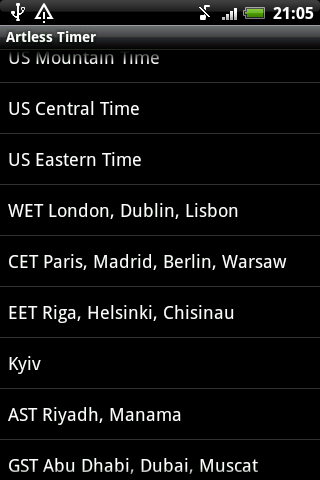 21:05
Artless Timer
US Mountain Time
US Central Time
US Eastern Time
WET London, Dublin, Lisbon
CET Paris, Madrid, Berlin, Warsaw
EET Riga, Helsinki, Chisinau
Kyiv
AST Riyadh, Manama
GST Abu Dhabi, Dubai, Muscat